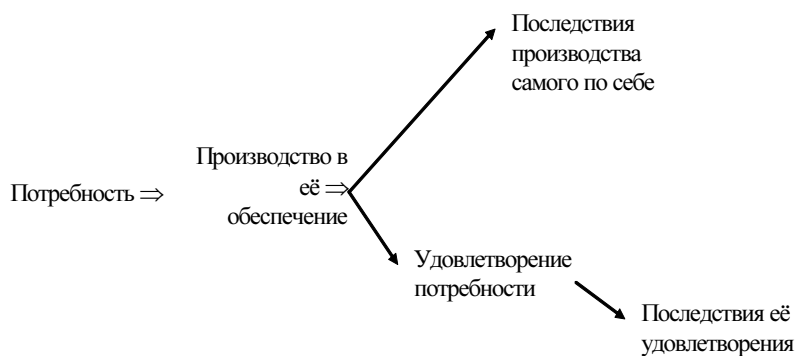 Последствия
производства
самого по себе
Потребность ⇒
Производство в
её ⇒
обеспечение
Удовлетворение
потребности
Последствия её
удовлетворения